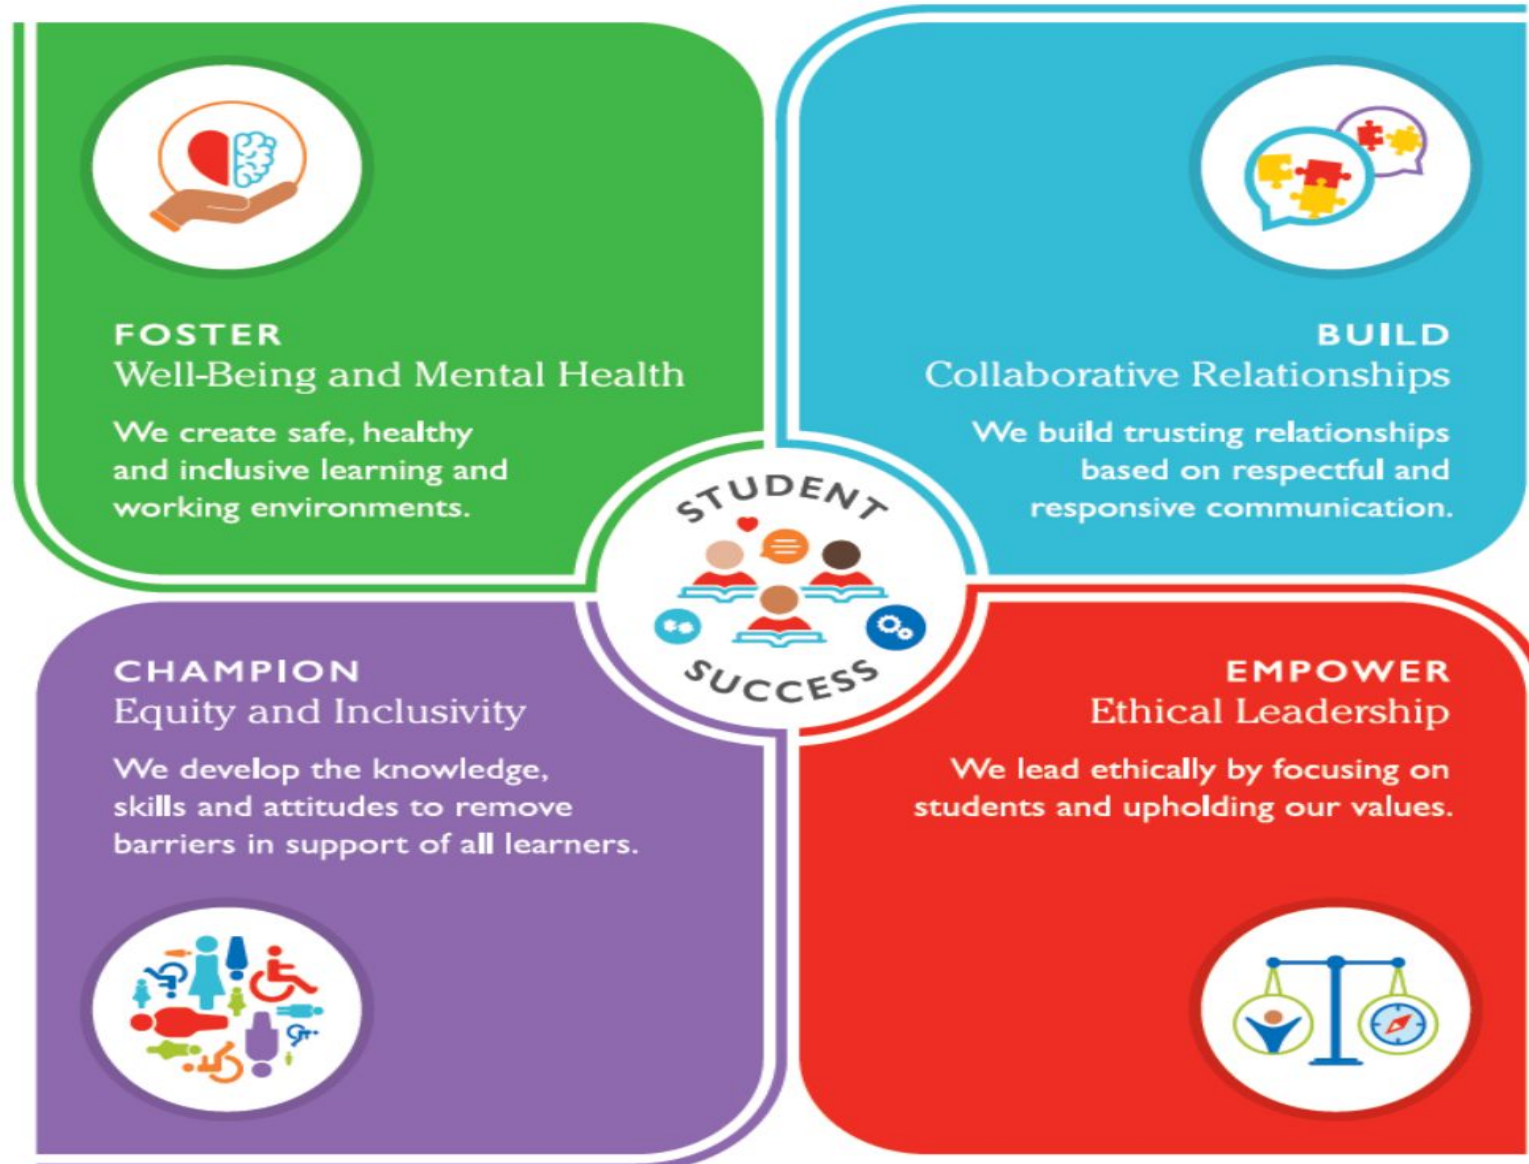 FOSTER
Well-Being and Mental Health
We create safe, healthy
and inclusive learning and
working environments.
BUILD
Collaborative Relationships
We build trusting relationships
based on respectful and
responsive communication.
STUDENT
SUCCESS
CHAMPION
Equity and Inclusivity
We develop the knowledge,
skills and attitudes to remove
barriers in support of all learners.
EMPOWER
Ethical Leadership
We lead ethically by focusing on
students and upholding our values.